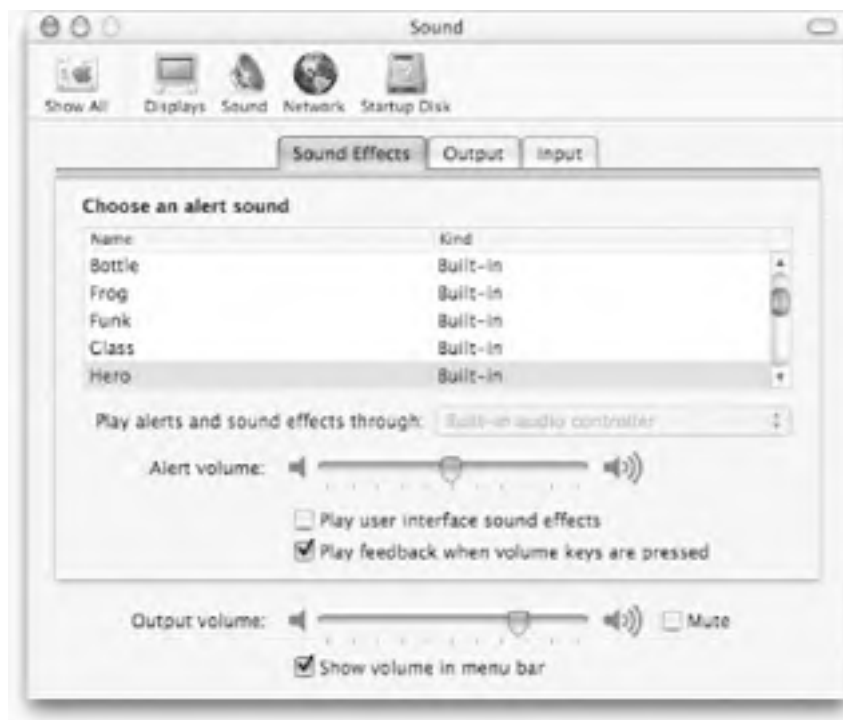 Sound
Show All Displays Sound Network Startup Disk
Sound Effects Output Input
Choose an alert sound
Name Kind
Bottle Built-in
Frog Built-in
Funk Built-in
Glass Built-in
Hero Built-in
Play alerts and sound effects through: Built-in audio controller
Alert volume:
Play user interface sound effects
Play feedback when volume keys are pressed
Output volume: Mute
Show volume in menu bar